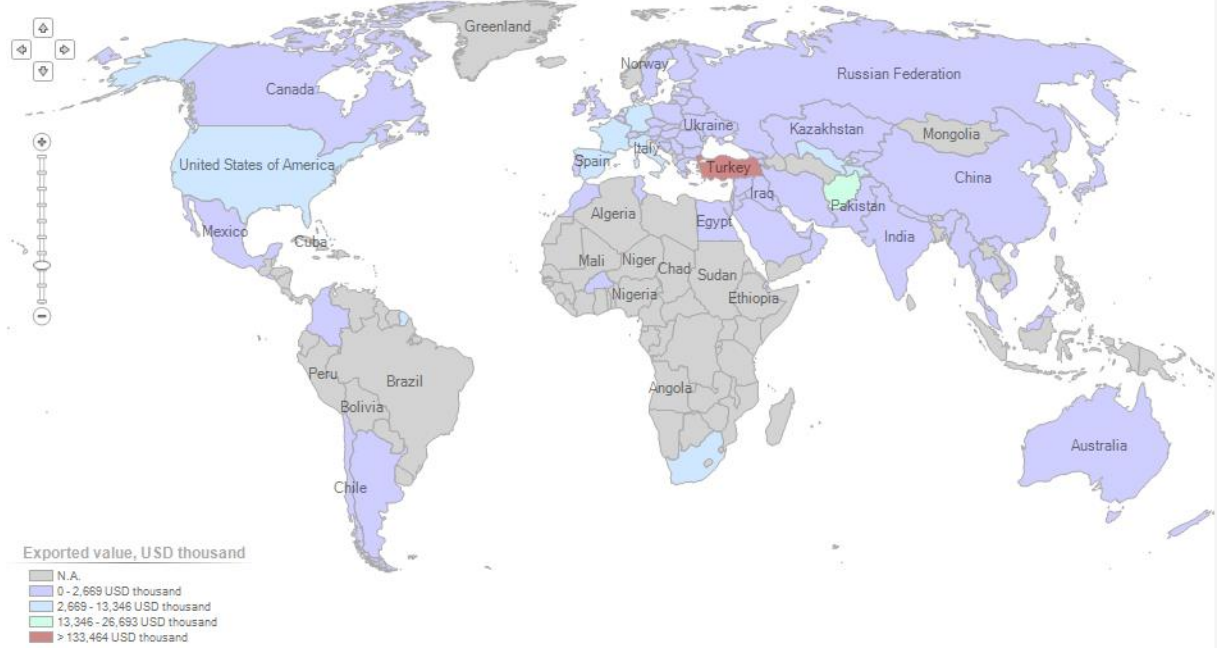 Greenland
Norway
Russian Federation
Canada
Ukraine
Kazakhstan
Mongolia
Italy
Spain
United States of America
Turkey
China
Iraq
Pakistan
Algeria
Egypt
Mexico
India
Cuba
Mali
Niger
Chad
Sudan
Nigeria
Ethiopia
Peru
Brazil
Angola
Bolivia
Australia
Chile
Exported value, USD thousand
N.A.
0 - 2,669 USD thousand
2,669 - 13,346 USD thousand
13,346 - 26,693 USD thousand
> 133,464 USD thousand